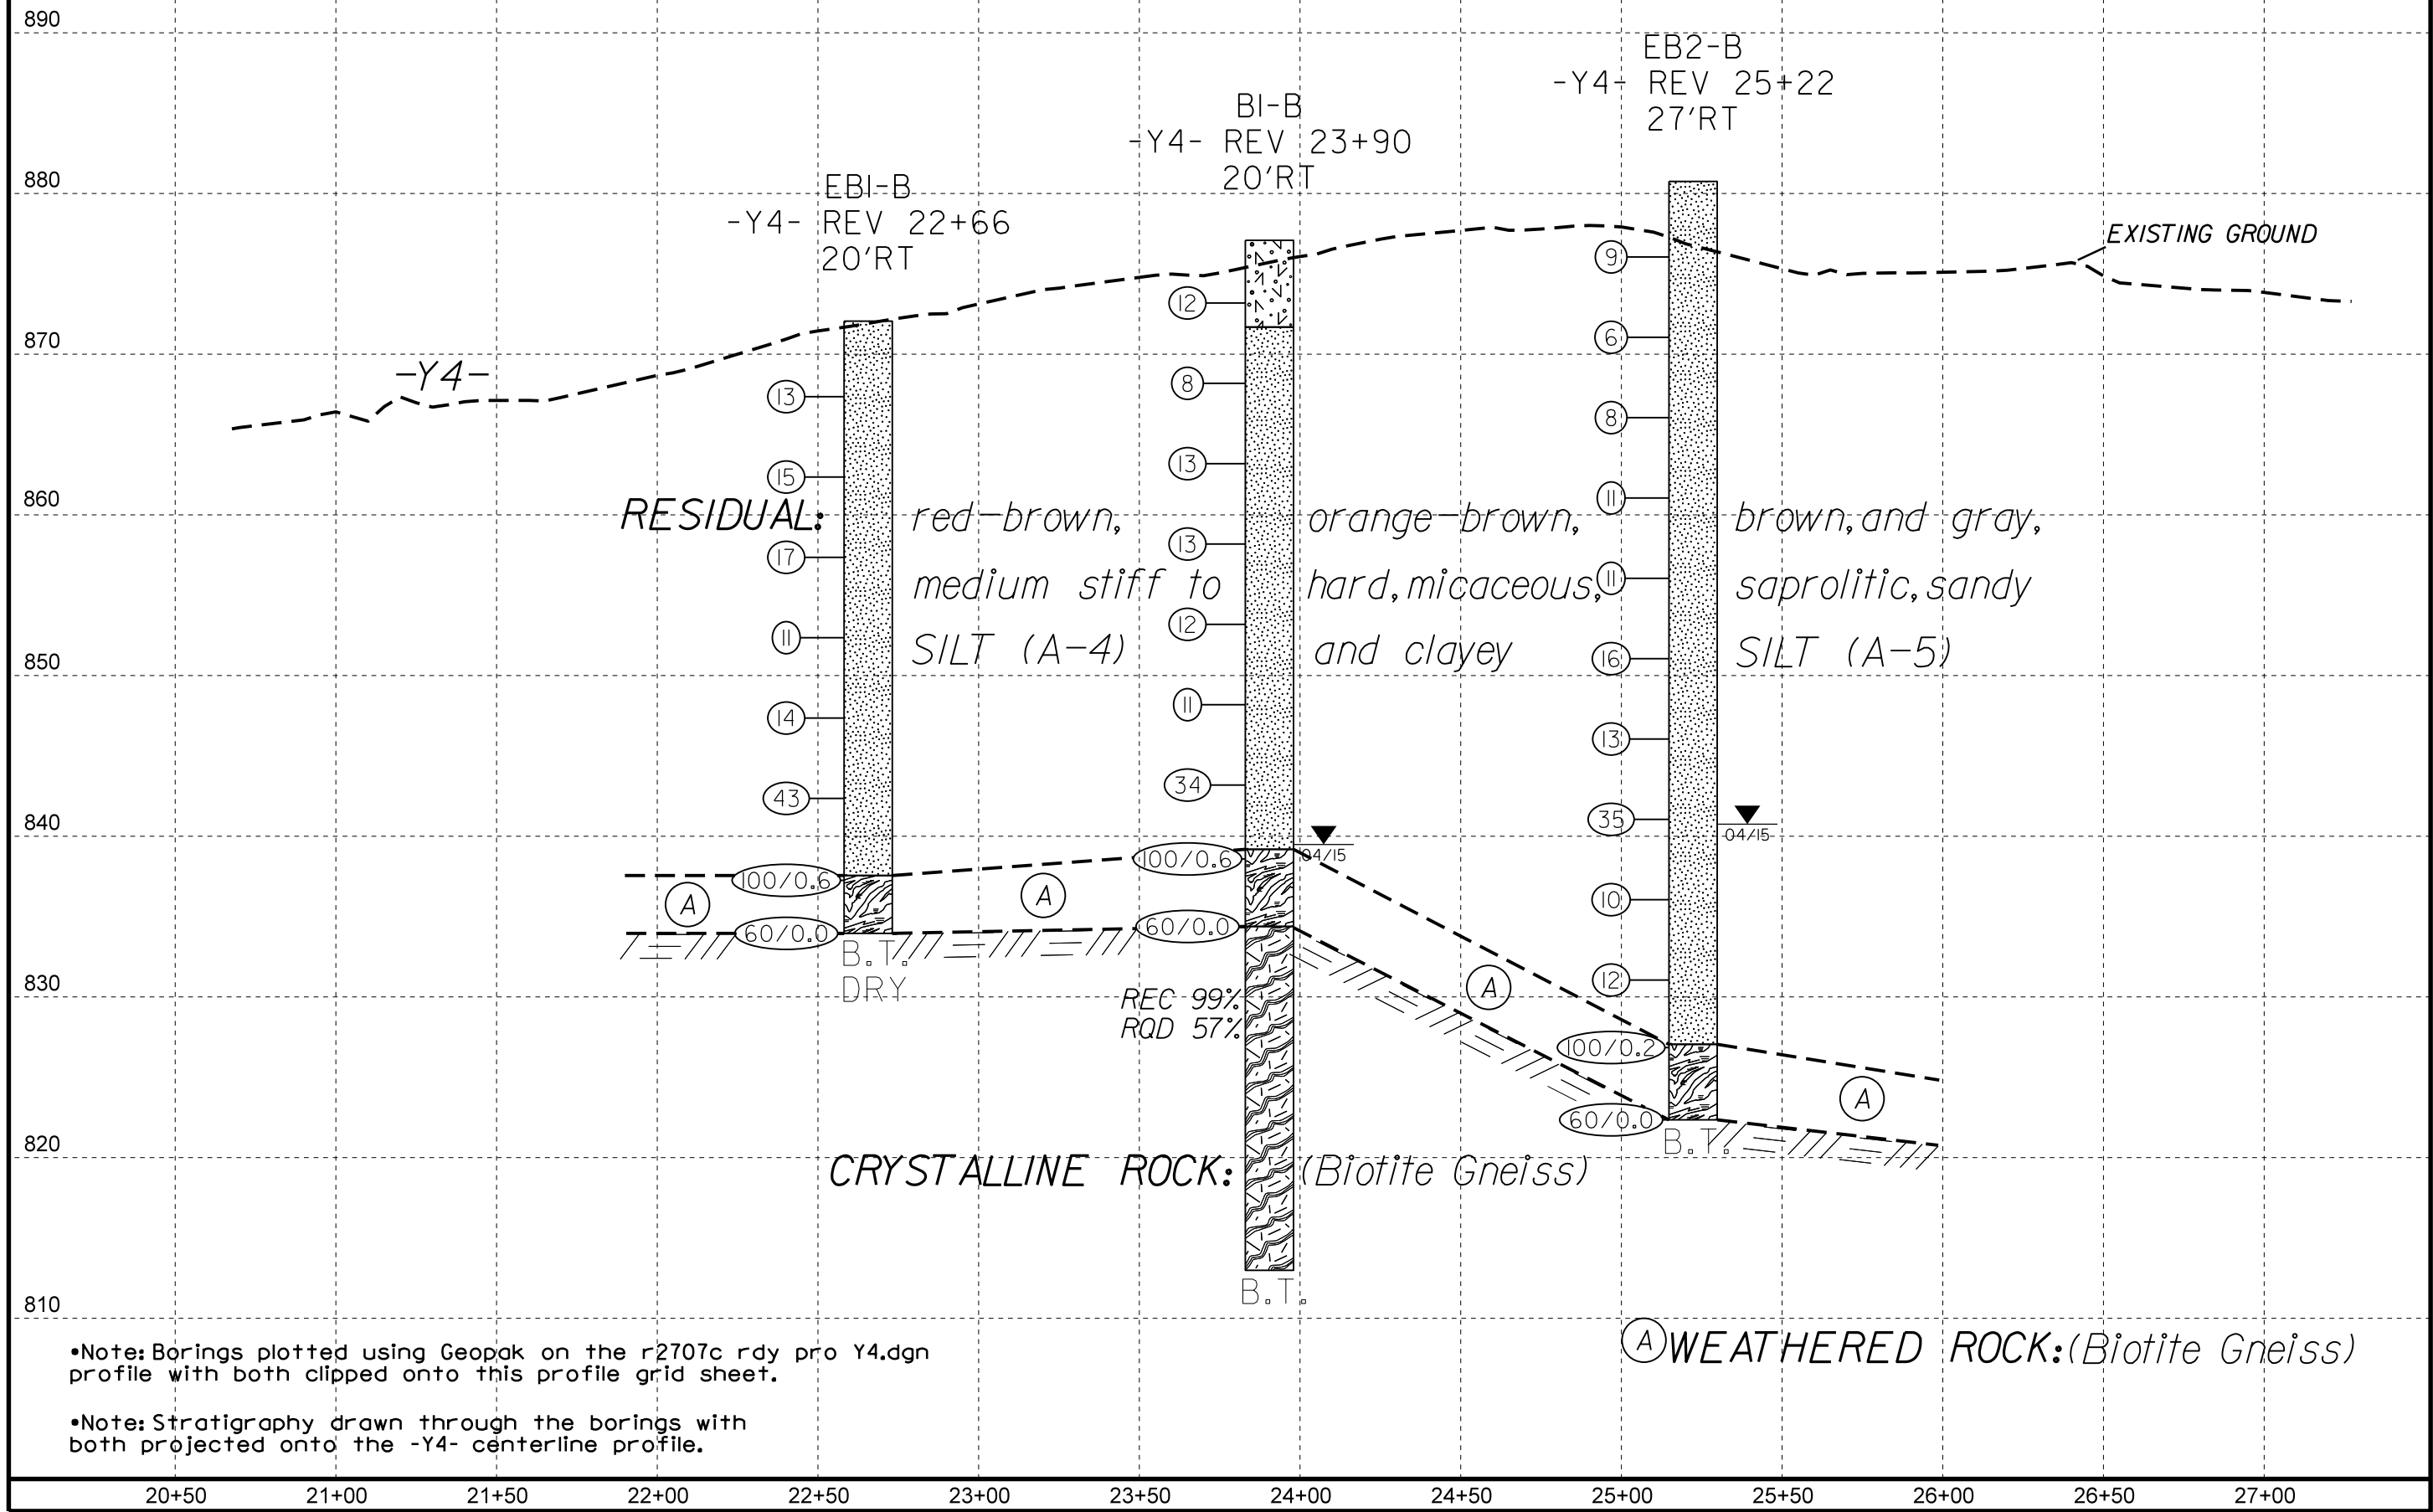 890
EB2-B
-Y4- REV 25+22
27'RT
B1-B
-Y4- REV 23+90
20'RT
880
EB1-B
-Y4- REV 22+66
20'RT
EXISTING GROUND
9
12
870
6
-Y4-
8
13
8
13
15
860
11
RESIDUAL: red-brown, orange-brown, brown, and gray,
13
17
medium stiff to hard, micaceous, saprolitic, sandy
11
12
11
SILT (A-4) and clayey SILT (A-5)
850
16
11
14
13
34
43
35
840
04/15
04/15
100/0.6
100/0.6
A
A
10
60/0.0
60/0.0
B.T.
DRY
830
12
A
REC 99%
RQD 57%
100/0.2
A
60/0.0
B.T.
820
CRYSTALLINE ROCK: (Biotite Gneiss)
B.T.
810
A WEATHERED ROCK: (Biotite Gneiss)
•Note: Borings plotted using Geopak on the r2707c rdy pro Y4.dgn
profile with both clipped onto this profile grid sheet.
•Note: Stratigraphy drawn through the borings with
both projected onto the -Y4- centerline profile.
20+50 21+00 21+50 22+00 22+50 23+00 23+50 24+00 24+50 25+00 25+50 26+00 26+50 27+00